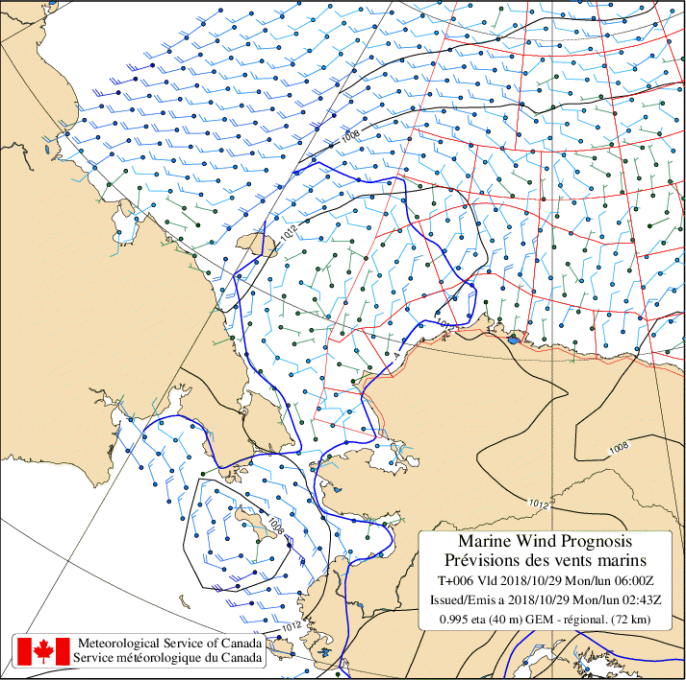 1008
1012
1012
-4
1008
1012
1008
1012
Marine Wind Prognosis
Prévisions des vents marins
T+006 Vld 2018/10/29 Mon/lun 06:00Z
Issued/Emis a 2018/10/29 Mon/lun 02:43Z
0.995 eta (40 m) GEM - régional. (72 km)
Meteorological Service of Canada
Service météorologique du Canada